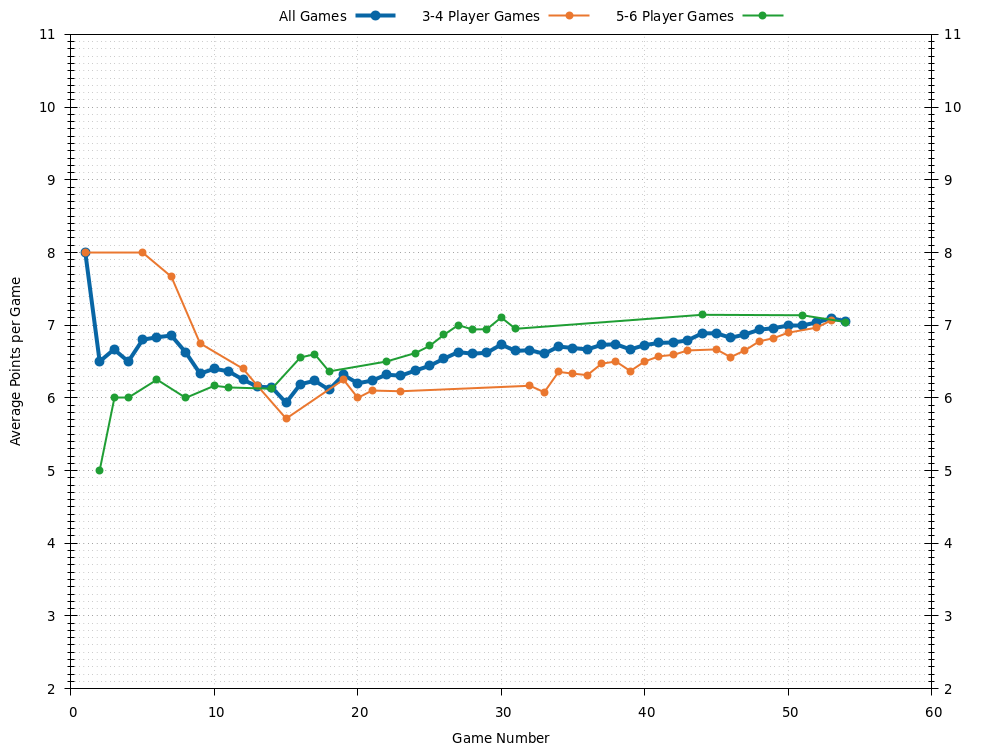 All Games 3-4 Player Games 5-6 Player Games
11 11
10 10
9 9
8 8
7 7
6 6
5 5
4 4
3 3
2 2
Average Points per Game
0 10 20 30 40 50 60
Game Number